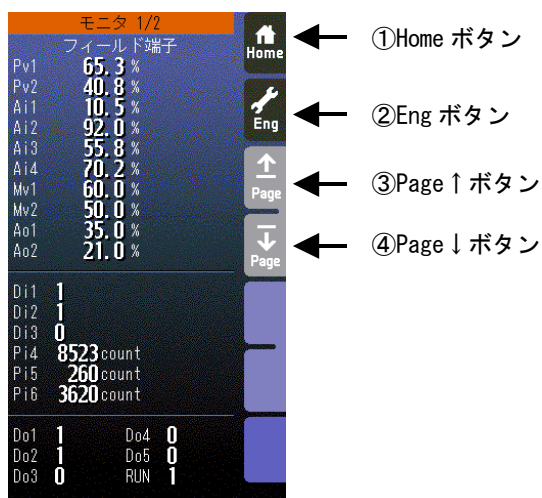 モニタ 1/2
フィールド端子
Pv1 65.3 %
Pv2 40.8 %
Ai1 10.5 %
Ai2 92.0 %
Ai3 55.8 %
Ai4 70.2 %
Mv1 60.0 %
Mv2 50.0 %
Ao1 35.0 %
Ao2 21.0 %
Di1 1
Di2 1
Di3 0
Pi4 8523 count
Pi5 260 count
Pi6 3620 count
Do1 1 Do4 0
Do2 1 Do5 0
Do3 0 RUN 1
Home
Eng
Page
Page
①Home ボタン
②Eng ボタン
③Page↑ボタン
④Page↓ボタン